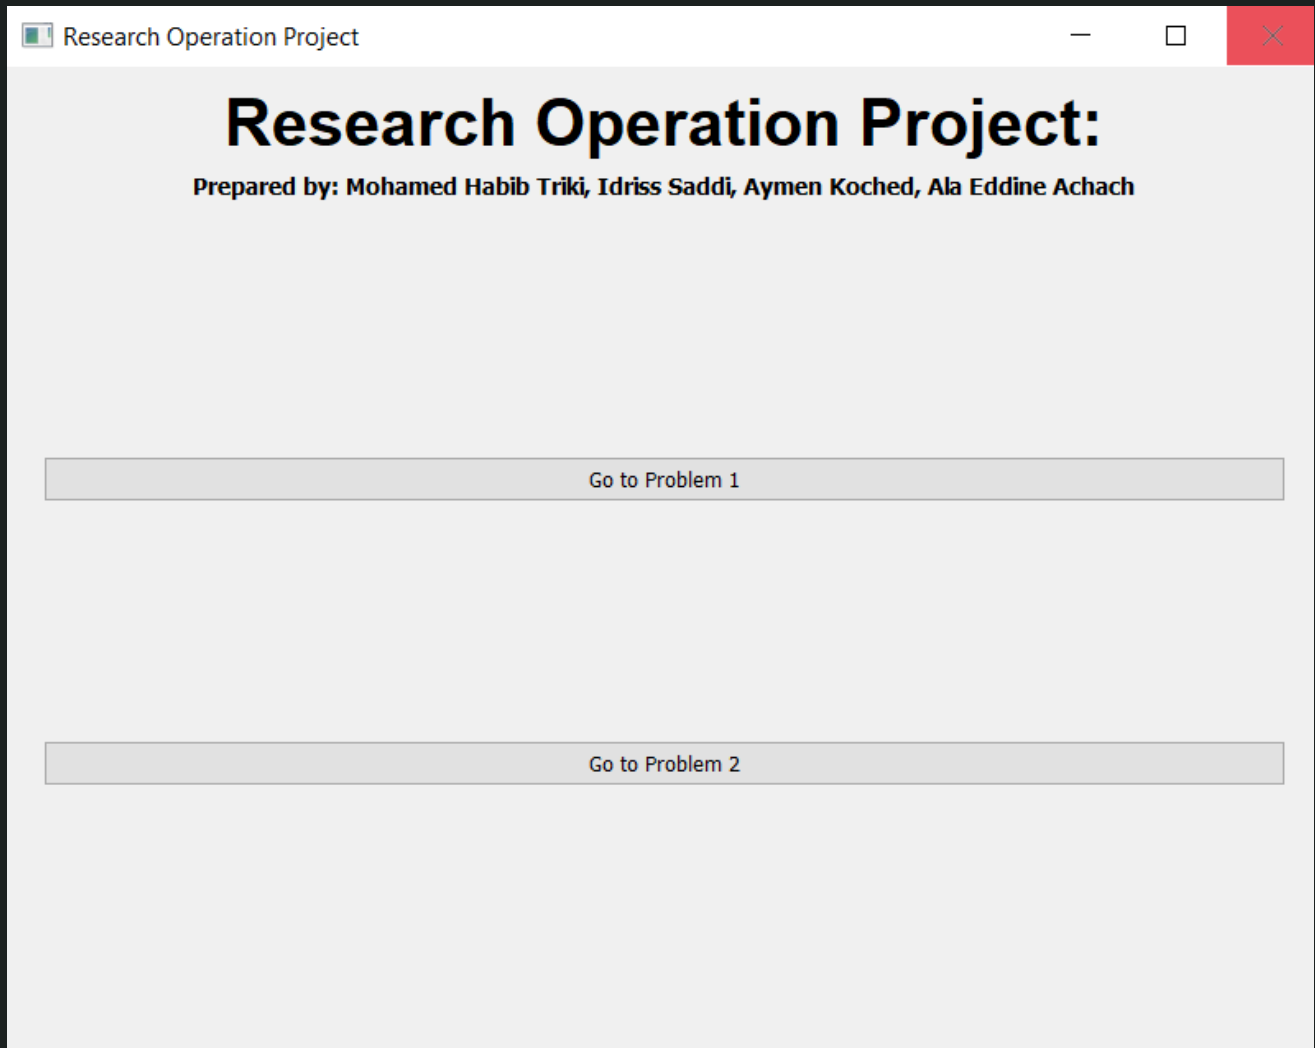 Research Operation Project
Research Operation Project:
Prepared by: Mohamed Habib Triki, Idriss Saddi, Aymen Koched, Ala Eddine Achach
Go to Problem 1
Go to Problem 2